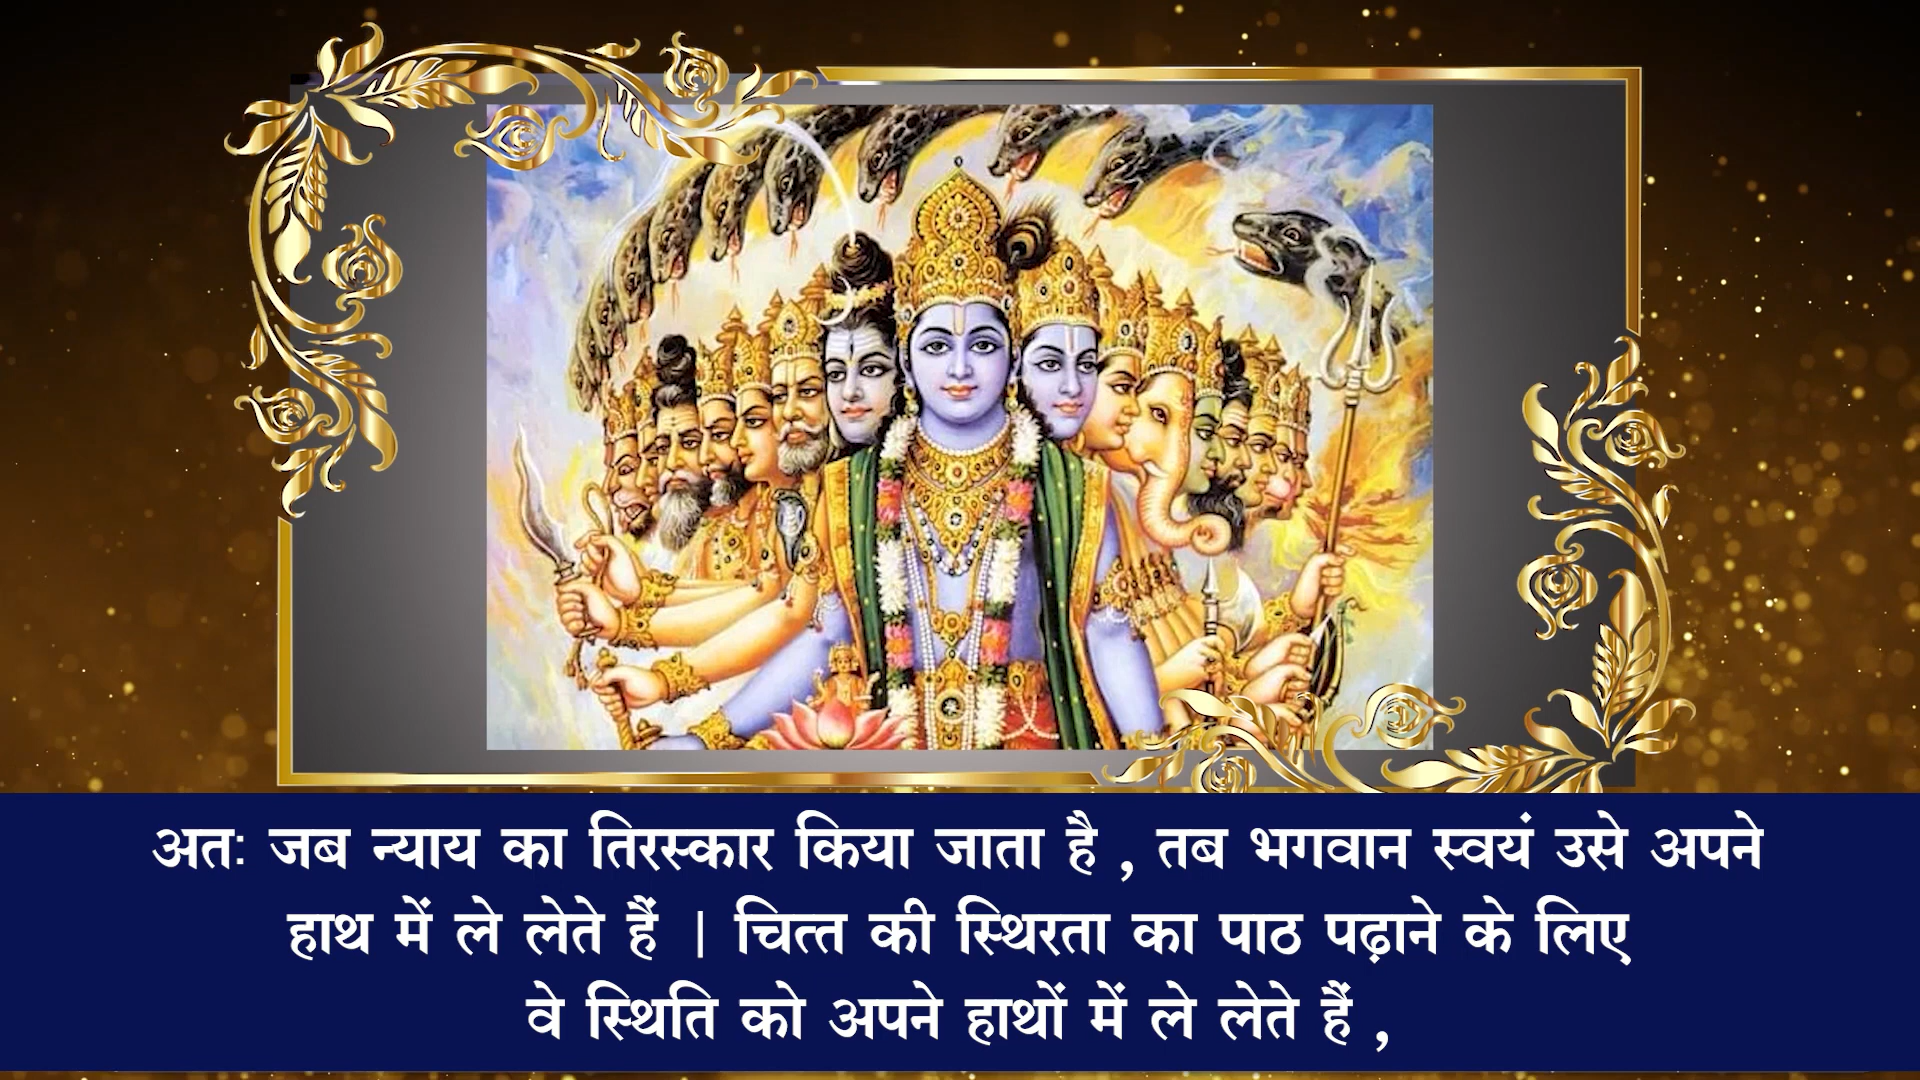 अतः जब न्याय का तिरस्कार किया जाता है , तब भगवान स्वयं उसे अपने
हाथ में ले लेते हैं | चित्त की स्थिरता का पाठ पढ़ाने के लिए
वे स्थिति को अपने हाथों में ले लेते हैं ,